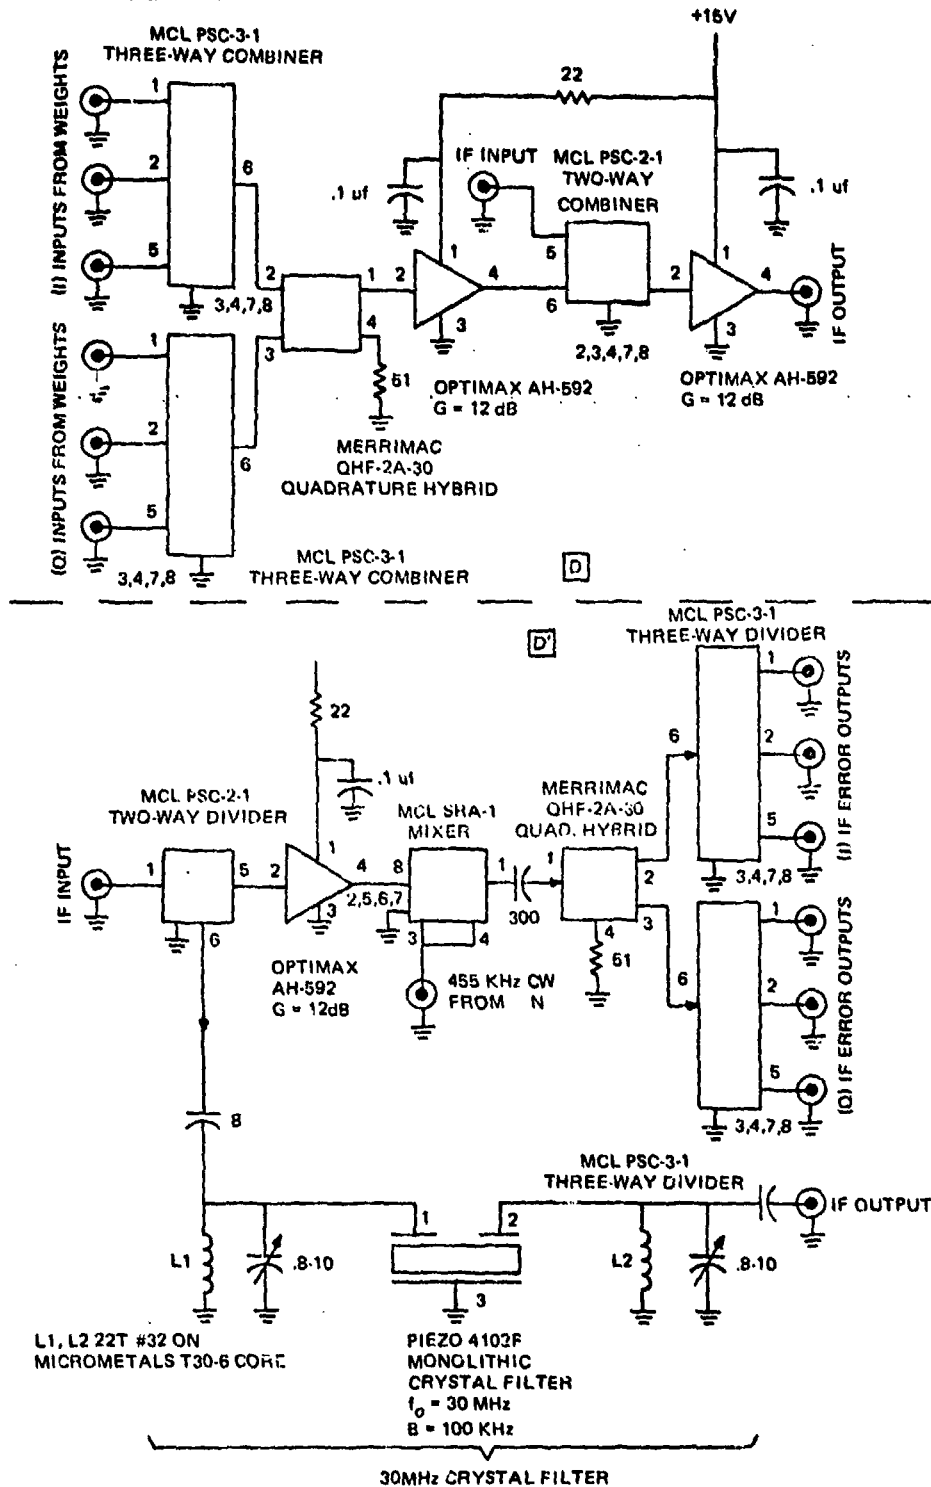 +15V
MCL PSC-3-1
THREE-WAY COMBINER
(I) INPUTS FROM WEIGHTS
1
2
5
6
3,4,7,8
22
.1 uf
IF INPUT
MCL PSC-2-1
TWO-WAY
COMBINER
.1 uf
1
2
4
3
5
6
2,3,4,7,8
1
2
4
3
IF OUTPUT
OPTIMAX AH-592
G = 12 dB
OPTIMAX AH-592
G = 12 dB
2
3
1
4
51
MERRIMAC
QHF-2A-30
QUADRATURE HYBRID
(Q) INPUTS FROM WEIGHTS
1
2
5
6
3,4,7,8
MCL PSC-3-1
THREE-WAY COMBINER
D
D'
MCL PSC-3-1
THREE-WAY DIVIDER
1
2
5
6
3,4,7,8
(I) IF ERROR OUTPUTS
22
.1 uf
MCL PSC-2-1
TWO-WAY DIVIDER
IF INPUT
1
5
6
2
1
4
3
OPTIMAX
AH-592
G = 12dB
MCL SRA-1
MIXER
8
2,5,6,7
1
3
4
455 KHz CW
FROM N
300
MERRIMAC
QHF-2A-30
QUAD. HYBRID
1
2
3
4
51
6
1
2
5
3,4,7,8
(Q) IF ERROR OUTPUTS
8
MCL PSC-3-1
THREE-WAY DIVIDER
IF OUTPUT
L1
.8-10
1
2
3
L2
.8-10
L1, L2 22T #32 ON
MICROMETALS T30-6 CORE
PIEZO 4102F
MONOLITHIC
CRYSTAL FILTER
fo = 30 MHz
B = 100 KHz
30MHz CRYSTAL FILTER